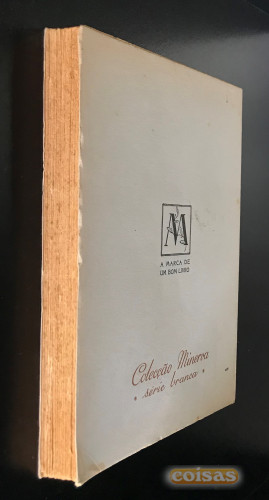 M
A MARCA DE
UM BOM LIVRO
Colecção Minerva
* série branca *
coisas